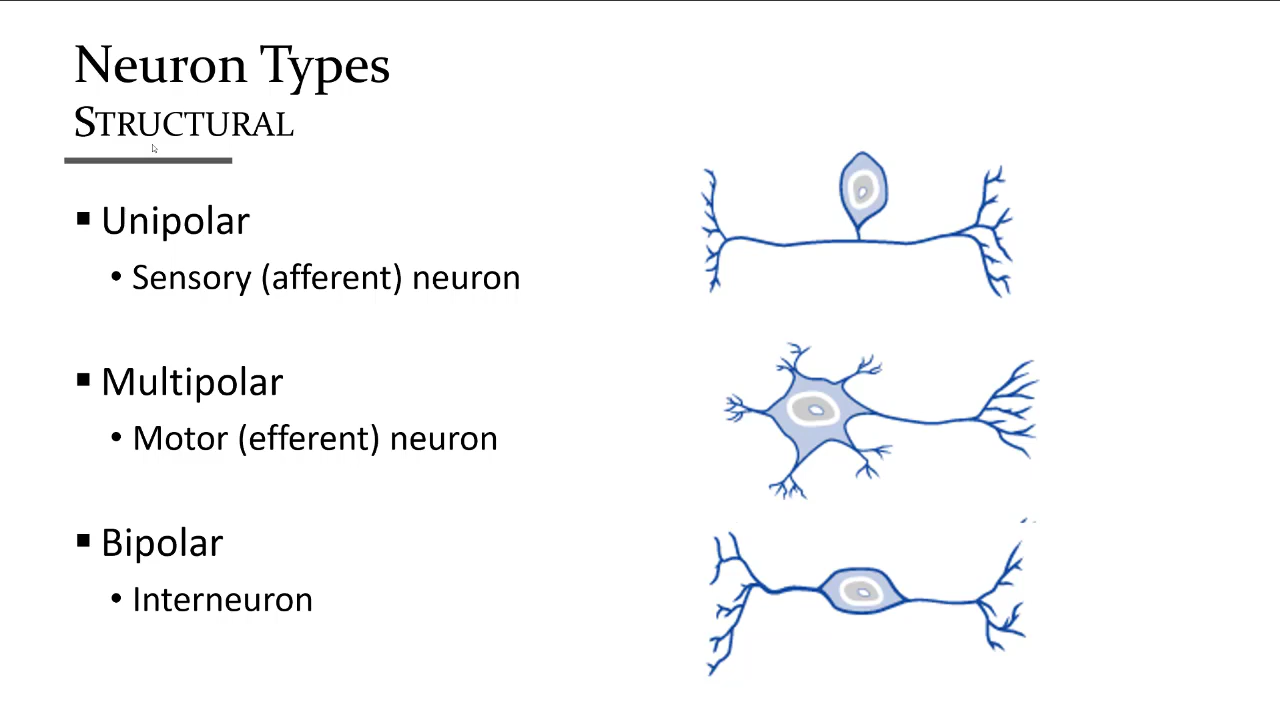 Neuron Types
STRUCTURAL
▪ Unipolar
• Sensory (afferent) neuron
▪ Multipolar
• Motor (efferent) neuron
▪ Bipolar
• Interneuron